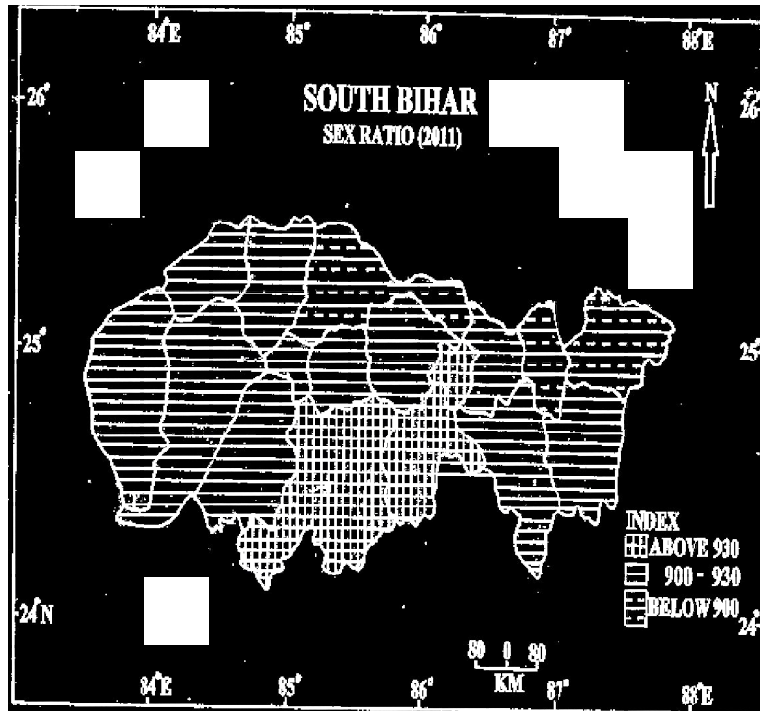 84°E 85° 86° 87° 88°E
26° 26°
SOUTH BIHAR
SEX RATIO (2011)
N
25° 25°
INDEX
ABOVE 930
900 - 930
BELOW 900
24°N 24°
80 0 80
KM
84°E 85° 86° 87° 88°E